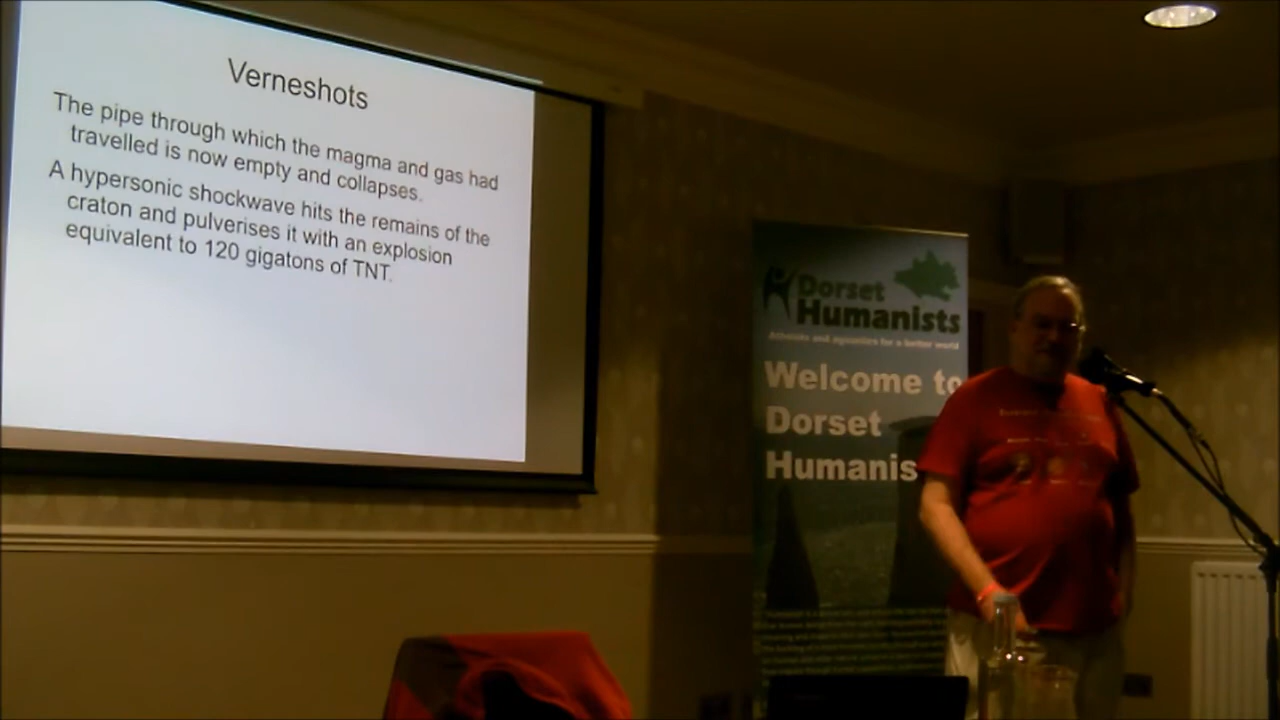 Verneshots
The pipe through which the magma and gas had
travelled is now empty and collapses.
A hypersonic shockwave hits the remains of the
craton and pulverises it with an explosion
equivalent to 120 gigatons of TNT.
Dorset
Humanists
Atheists and agnostics for a better world
Welcome to
Dorset
Humanis